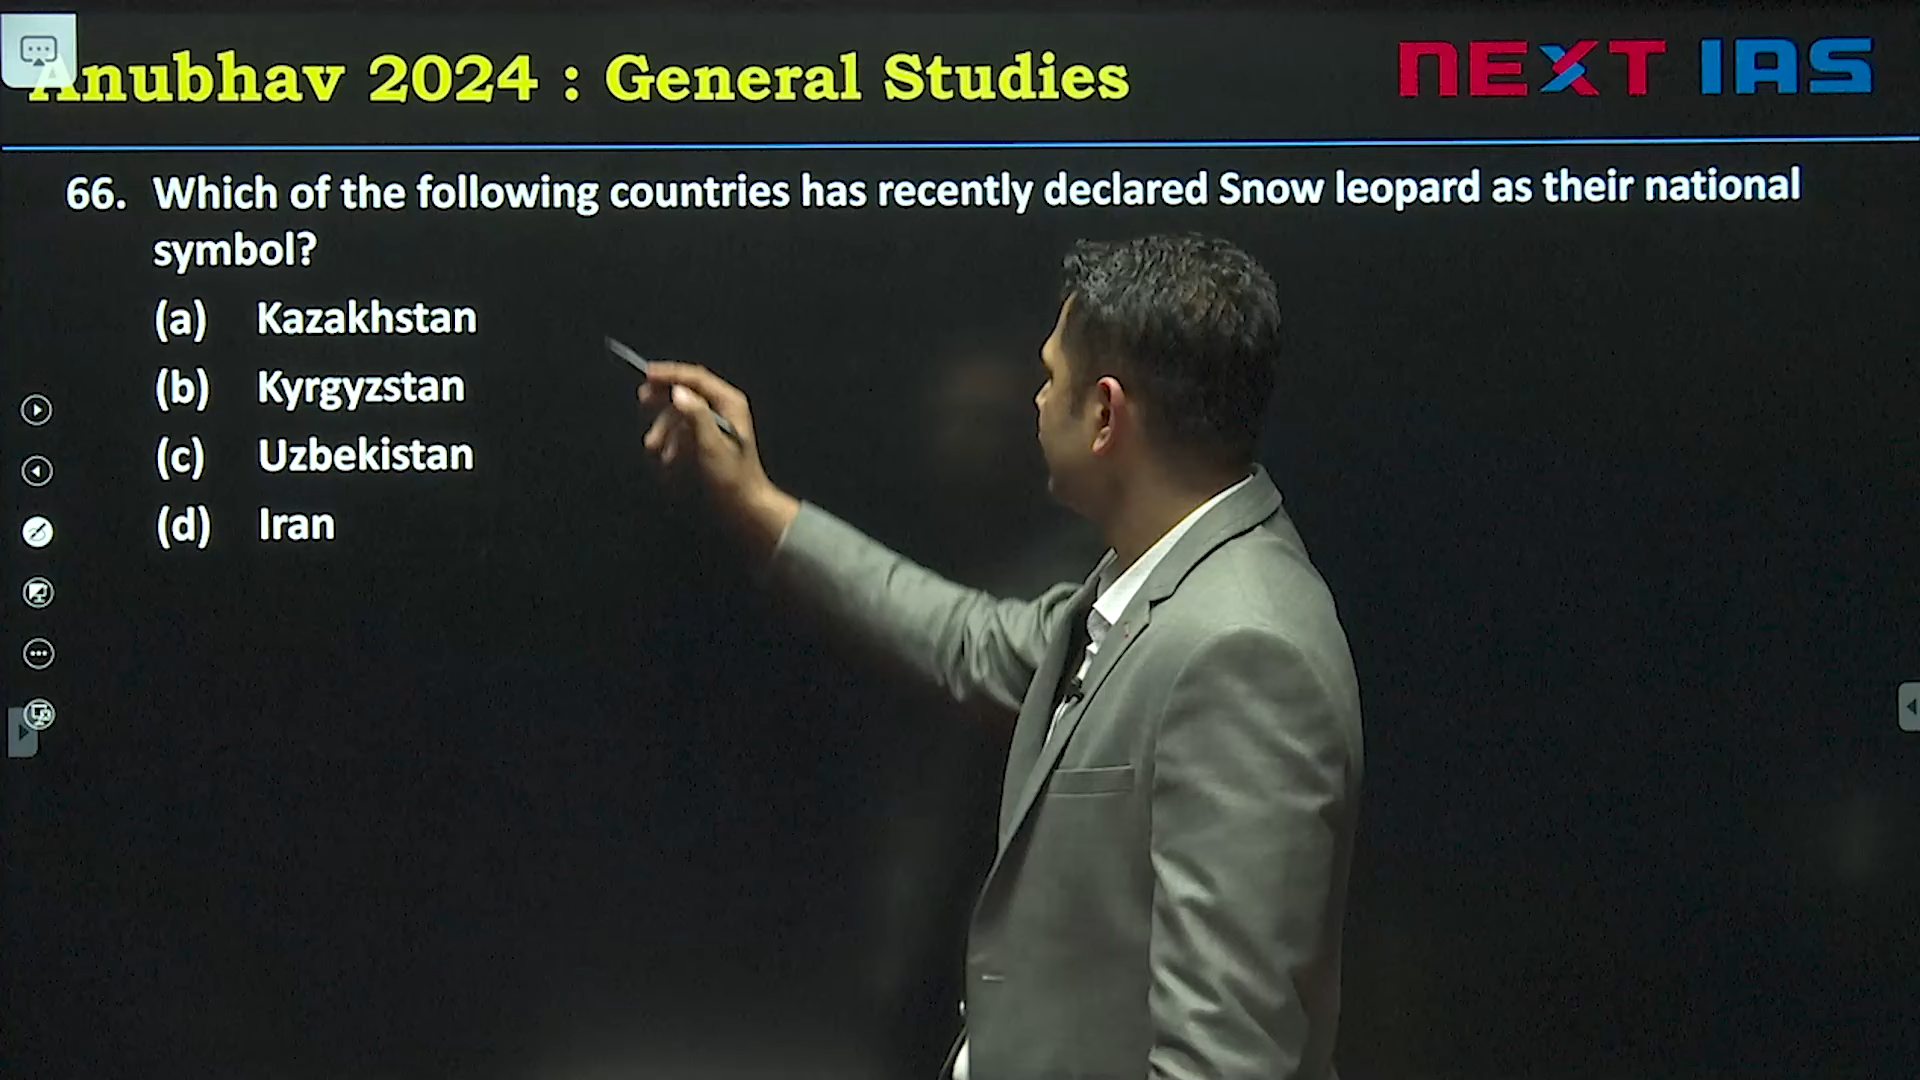 Anubhav 2024 : General Studies
NEXT IAS
66. Which of the following countries has recently declared Snow leopard as their national
symbol?
(a) Kazakhstan
(b) Kyrgyzstan
(c) Uzbekistan
(d) Iran